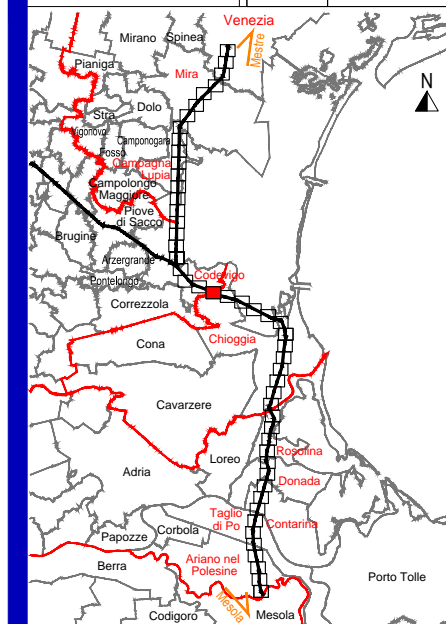 Venezia
Mirano
Spinea
Mestre
Pianiga
Mira
N
Dolo
Stra
Vigonovo
Camponogara
Fosso
Campagna
Lupia
Campolongo
Maggiore
Piove
di Sacco
Brugine
Arzergrande
Codevigo
Pontelongo
Correzzola
Chioggia
Cona
Cavarzere
Rosolina
Loreo
Adria
Donada
Taglio
di Po
Contarina
Corbola
Papozze
Berra
Ariano nel
Polesine
Porto Tolle
Mesola
Codigoro
Mesola